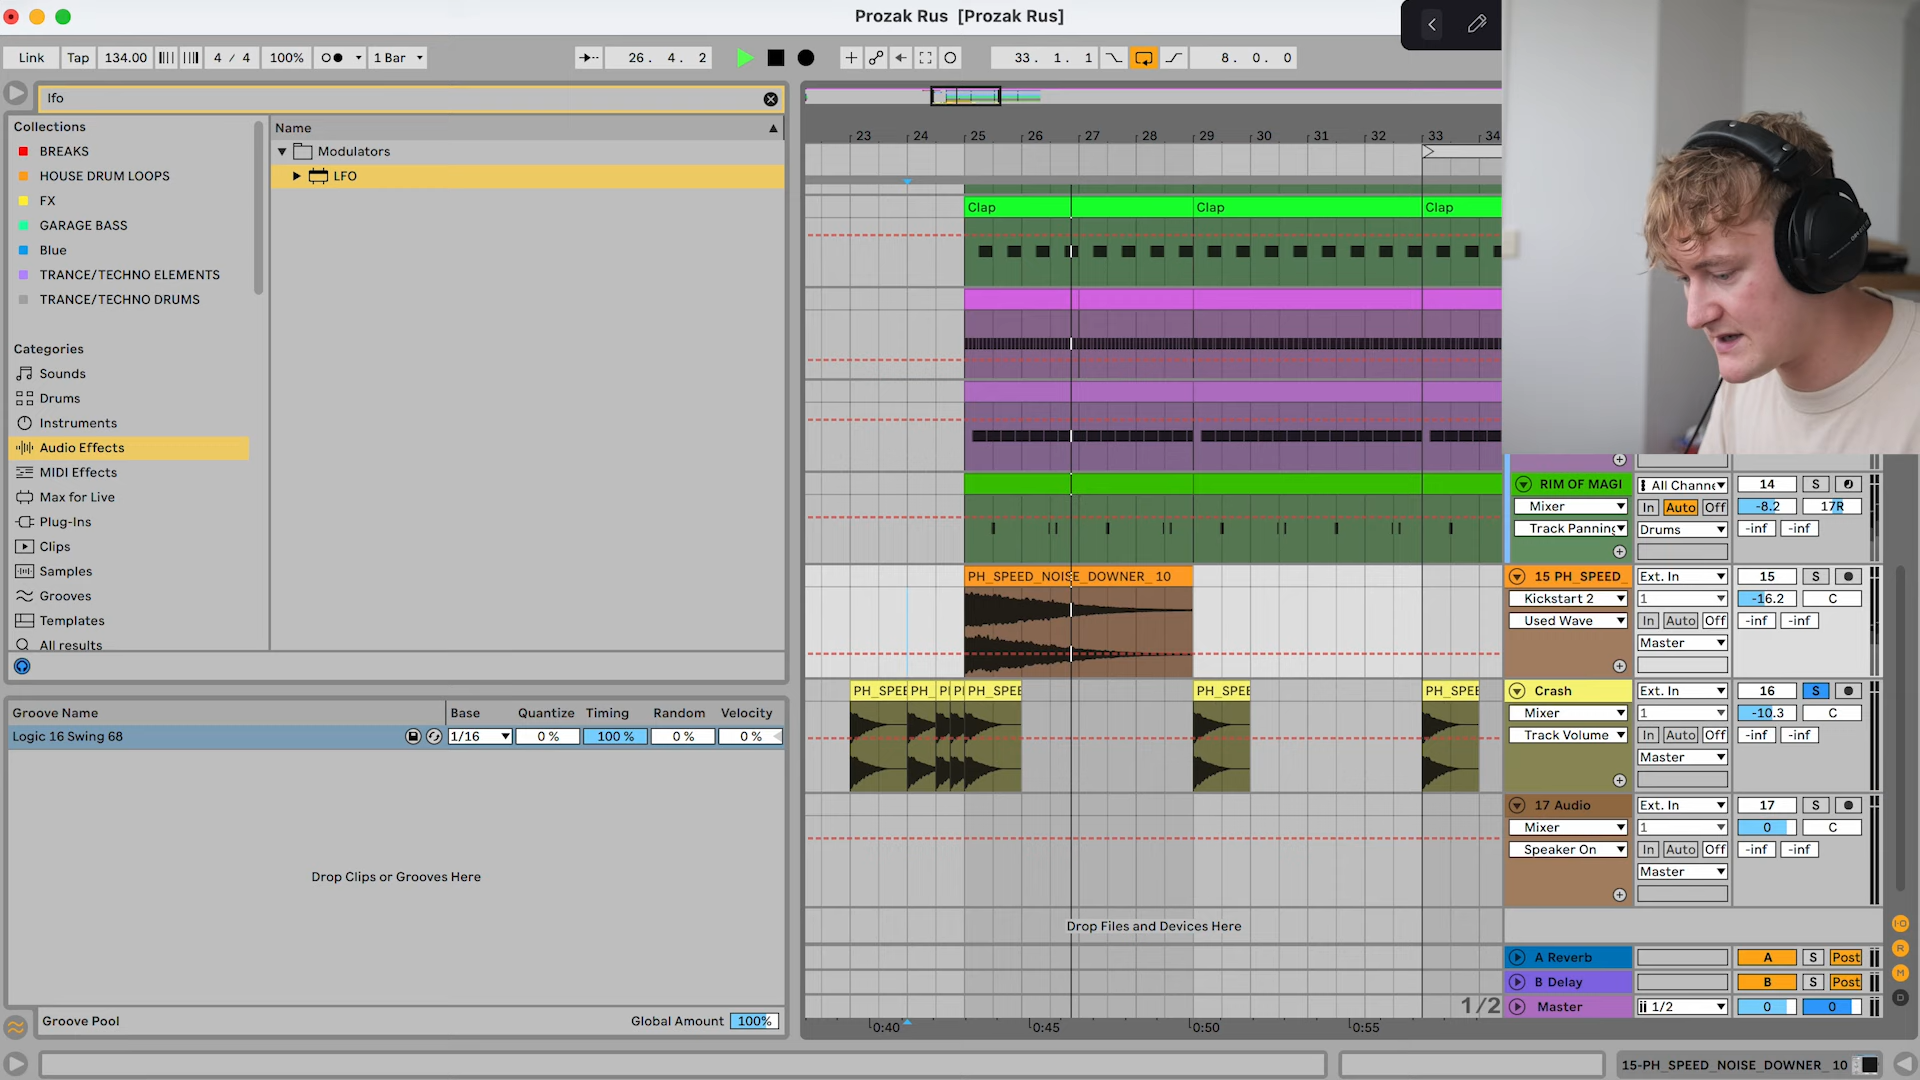 Prozak Rus [Prozak Rus]
Link Tap 134.00 4 / 4 100% 1 Bar 26. 4. 2 33. 1. 1 8. 0. 0
lfo
Collections
BREAKS
HOUSE DRUM LOOPS
FX
GARAGE BASS
Blue
TRANCE/TECHNO ELEMENTS
TRANCE/TECHNO DRUMS
Categories
Sounds
Drums
Instruments
Audio Effects
MIDI Effects
Max for Live
Plug-Ins
Clips
Samples
Grooves
Templates
All results
Name
Modulators
LFO
Groove Name Base Quantize Timing Random Velocity
Logic 16 Swing 68 1/16 0 % 100 % 0 % 0 %
Drop Clips or Grooves Here
Groove Pool Global Amount 100%
23 24 25 26 27 28 29 30 31 32 33 34
Clap Clap Clap
PH_SPEED_NOISE_DOWNER_ 10
PH_SPEE PH_ P P PH_SPEE PH_SPEE PH_SPEE
Drop Files and Devices Here
1/2
0:40 0:45 0:50 0:55
RIM OF MAGI All Channe 14 S
Mixer In Auto Off -8.2 17R
Track Panning Drums -inf -inf
15 PH_SPEED_ Ext. In 15 S
Kickstart 2 1 -16.2 C
Used Wave In Auto Off -inf -inf
Master
Crash Ext. In 16 S
Mixer 1 -10.3 C
Track Volume In Auto Off -inf -inf
Master
17 Audio Ext. In 17 S
Mixer 1 0 C
Speaker On In Auto Off -inf -inf
Master
A Reverb A S Post
B Delay B S Post
Master 1/2 0 0
I-O
R
M
D
15-PH_SPEED_NOISE_DOWNER_ 10